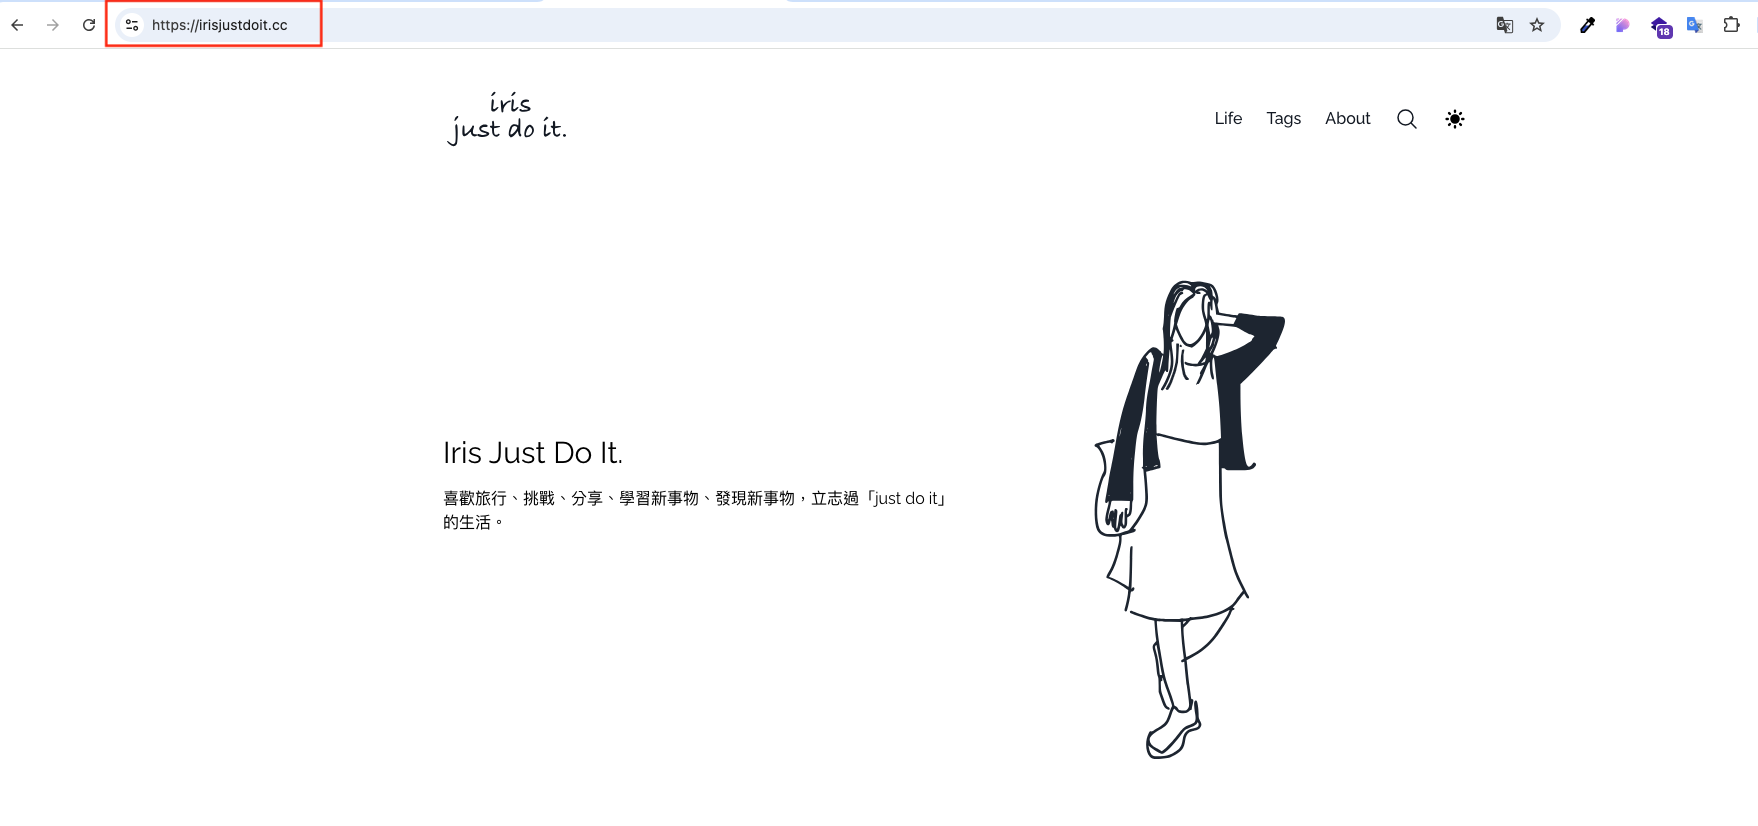 https://irisjustdoit.cc
18
iris
just do it.
Life Tags About
Iris Just Do It.
喜歡旅行、挑戰、分享、學習新事物、發現新事物，立志過「just do it」
的生活。